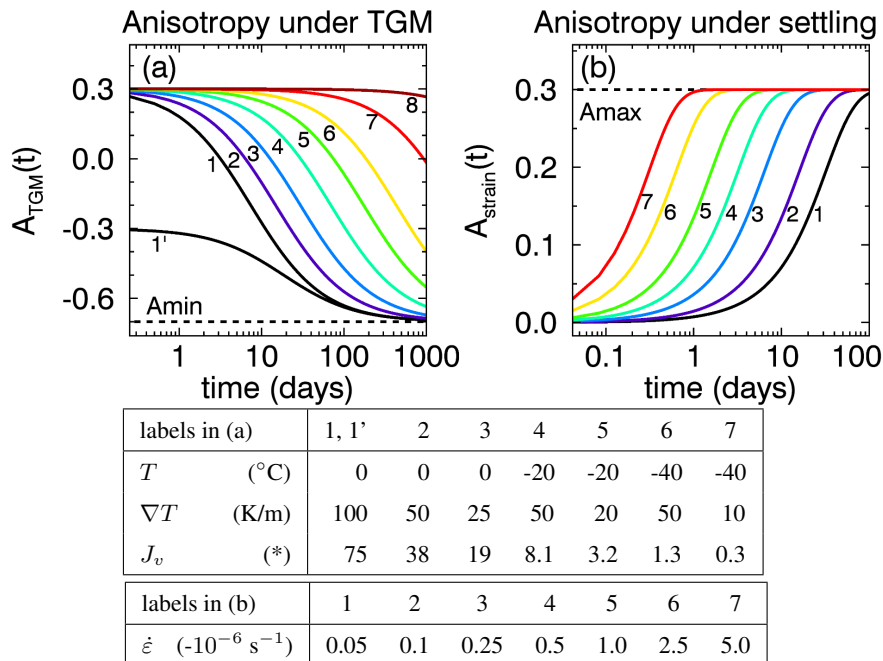 Anisotropy under TGM
Anisotropy under settling
(a)
0.3
0.0
-0.3
-0.6
A_TGM(t)
1 2 3 4 5 6 7 8
1'
Amin
1 10 100 1000
time (days)
(b)
0.3
0.2
0.1
0.0
A_strain(t)
Amax
7 6 5 4 3 2 1
0.1 1 10 100
time (days)
labels in (a) 1, 1’ 2 3 4 5 6 7
T (°C) 0 0 0 -20 -20 -40 -40
∇T (K/m) 100 50 25 50 20 50 10
J_v (*) 75 38 19 8.1 3.2 1.3 0.3
labels in (b) 1 2 3 4 5 6 7
ε̇ (-10⁻⁶ s⁻¹) 0.05 0.1 0.25 0.5 1.0 2.5 5.0